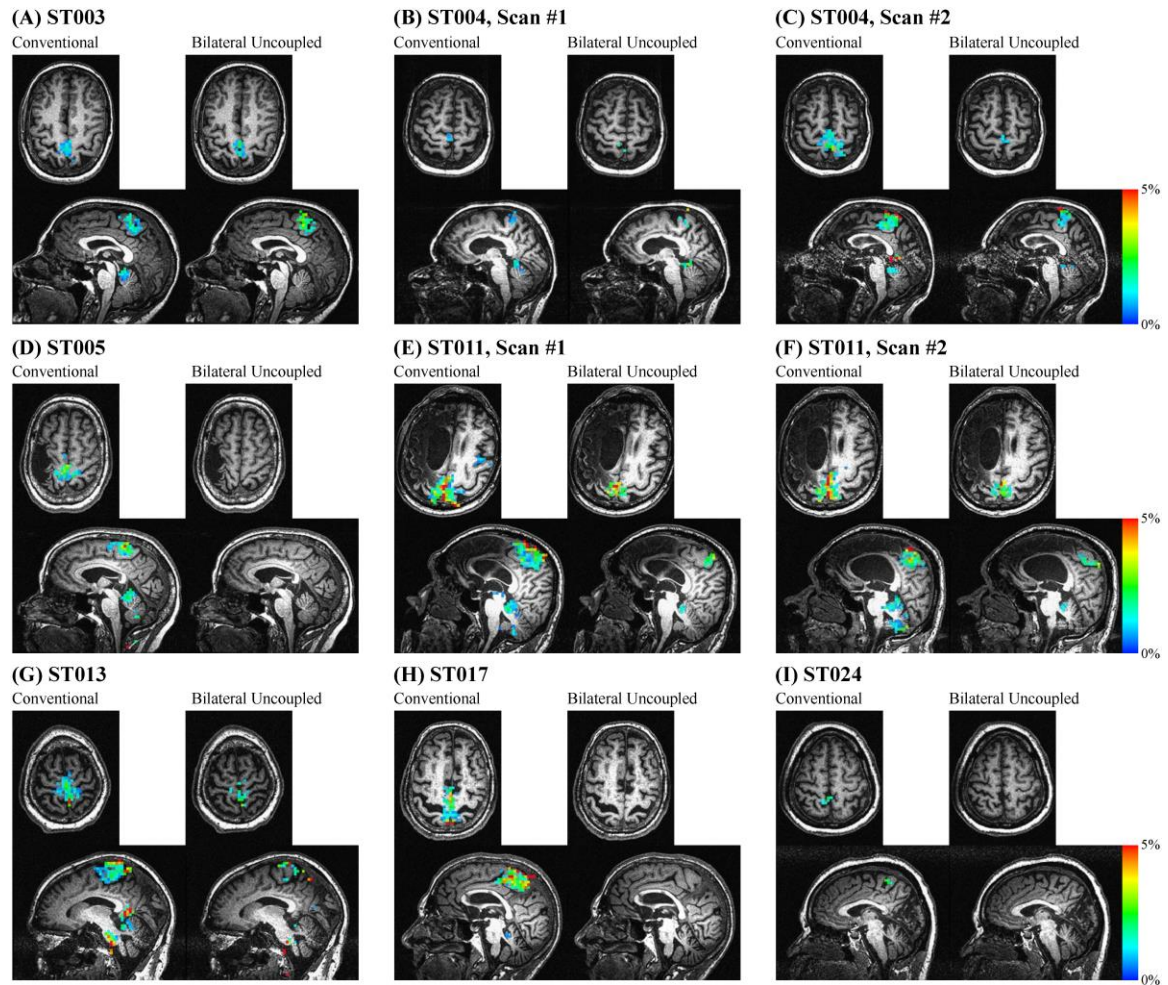 (A) ST003
(B) ST004, Scan #1
(C) ST004, Scan #2
Conventional
Bilateral Uncoupled
Conventional
Bilateral Uncoupled
Conventional
Bilateral Uncoupled
5%
0%
(D) ST005
(E) ST011, Scan #1
(F) ST011, Scan #2
Conventional
Bilateral Uncoupled
Conventional
Bilateral Uncoupled
Conventional
Bilateral Uncoupled
5%
0%
(G) ST013
(H) ST017
(I) ST024
Conventional
Bilateral Uncoupled
Conventional
Bilateral Uncoupled
Conventional
Bilateral Uncoupled
5%
0%